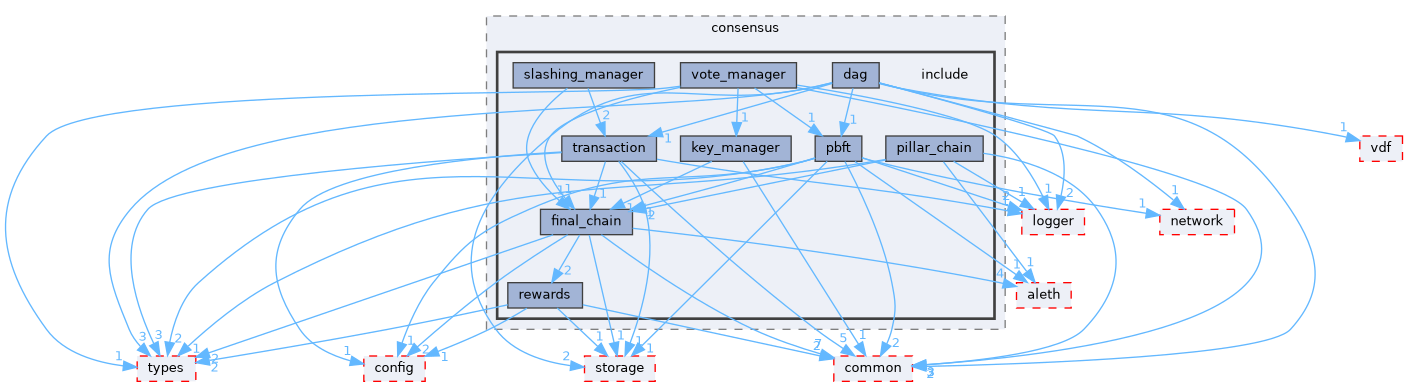 consensus
slashing_manager
vote_manager
dag
include
2
1
1
1
1
1
vdf
transaction
key_manager
pbft
pillar_chain
1
1
1
1
2
1
1
2
1
1
2
final_chain
logger
network
2
4
1
1
rewards
aleth
3
3
2
1
1
2
2
1
1
2
1
2
1
1
1
1
7
2
5
1
2
3
2
types
config
storage
common